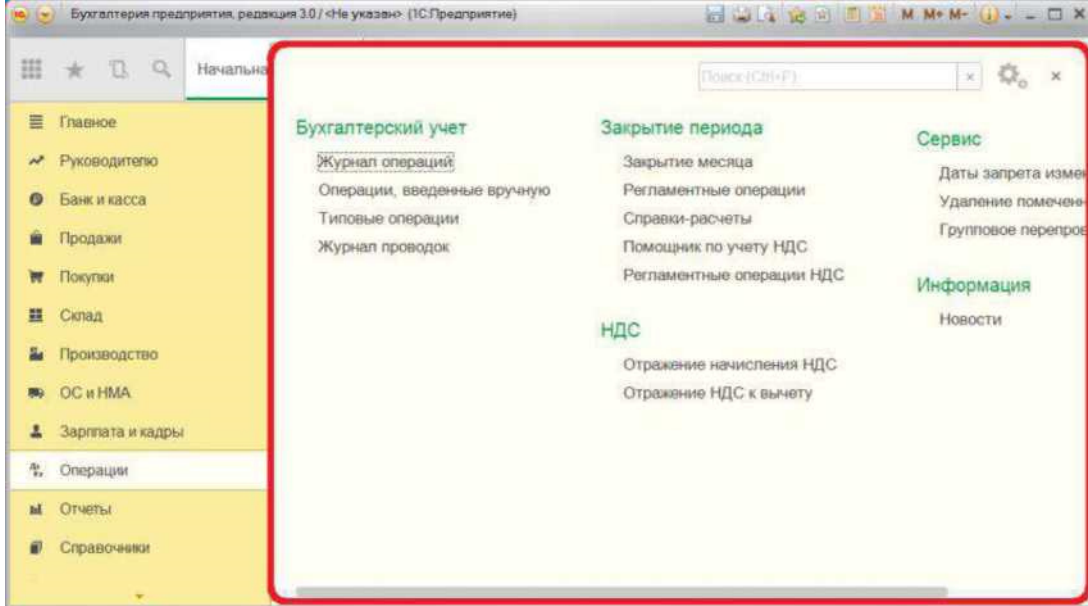 Бухгалтерия предприятия, редакция 3.0 / <Не указан> (1С:Предприятие)
M M+ M-
Начальна
Поиск (Ctrl+F)
Главное
Руководителю
Банк и касса
Продажи
Покупки
Склад
Производство
ОС и НМА
Зарплата и кадры
Операции
Отчеты
Справочники
Бухгалтерский учет
Журнал операций
Операции, введенные вручную
Типовые операции
Журнал проводок
Закрытие периода
Закрытие месяца
Регламентные операции
Справки-расчеты
Помощник по учету НДС
Регламентные операции НДС
НДС
Отражение начисления НДС
Отражение НДС к вычету
Сервис
Даты запрета измен
Удаление помеченн
Групповое перепров
Информация
Новости